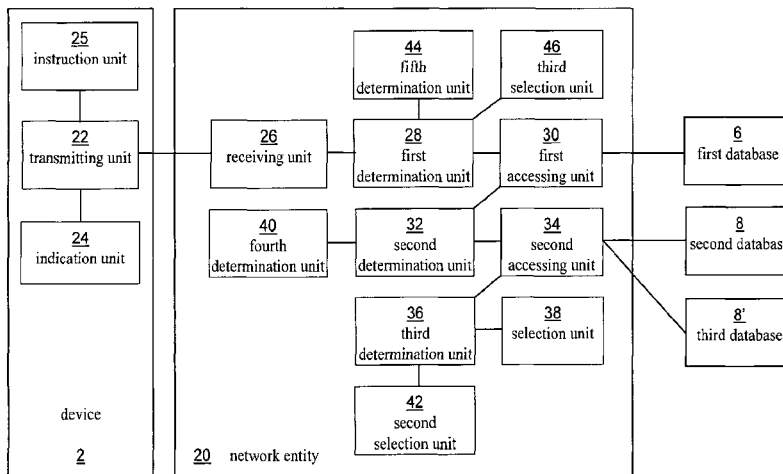 25
instruction unit
22
transmitting unit
24
indication unit
device
2
44
fifth
determination unit
46
third
selection unit
26
receiving unit
28
first
determination unit
30
first
accessing unit
40
fourth
determination unit
32
second
determination unit
34
second
accessing unit
36
third
determination unit
38
selection unit
42
second
selection unit
20 network entity
6
first database
8
second database
8'
third database